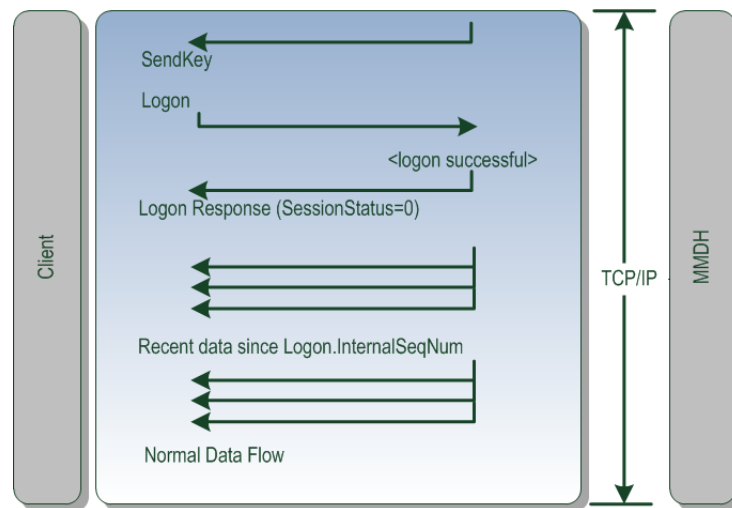 SendKey
Logon
<logon successful>
Logon Response (SessionStatus=0)
Recent data since Logon.InternalSeqNum
Normal Data Flow
Client
TCP/IP
MMDH